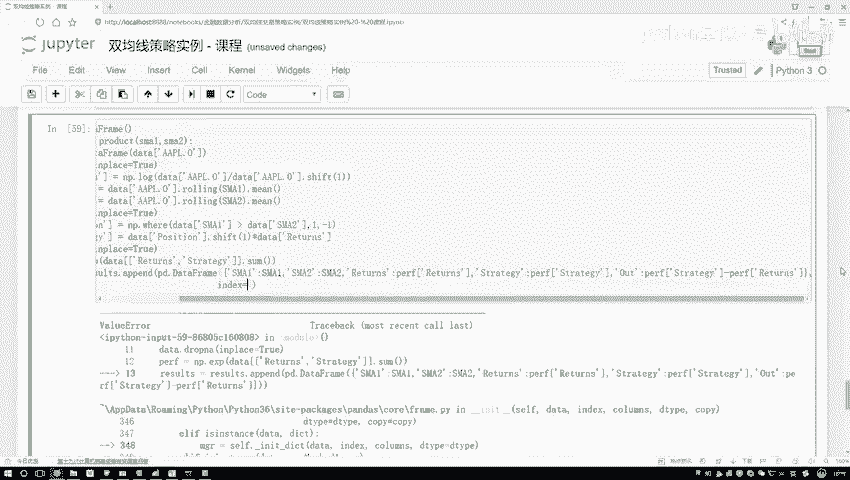 双均线策略实例 - 课程
jupyter 双均线策略实例 - 课程 (unsaved changes)
File Edit View Insert Cell Kernel Widgets Help
Trusted
Python 3
Code
In [59]:
aFrame()
product(sma1,sma2):
taFrame(data['AAPL.O'])
inplace=True)
s'] = np.log(data['AAPL.O']/data['AAPL.O'].shift(1))
= data['AAPL.O'].rolling(SMA1).mean()
= data['AAPL.O'].rolling(SMA2).mean()
inplace=True)
on'] = np.where(data['SMA1'] > data['SMA2'],1,-1)
gy'] = data['Position'].shift(1)*data['Returns']
inplace=True)
(data[['Returns','Strategy']].sum())
sults.append(pd.DataFrame({'SMA1':SMA1,'SMA2':SMA2,'Returns':perf['Returns'],'Strategy':perf['Strategy'],'Out':perf['Strategy']-perf['Returns']},
index=)
ValueError Traceback (most recent call last)
<ipython-input-59-86805c160808> in <module>()
11 data.dropna(inplace=True)
12 perf = np.exp(data[['Returns','Strategy']].sum())
---> 13 results = results.append(pd.DataFrame({'SMA1':SMA1,'SMA2':SMA2,'Returns':perf['Returns'],'Strategy':perf['Strategy'],'Out':pe
rf['Strategy']-perf['Returns']}))
~\AppData\Roaming\Python\Python36\site-packages\pandas\core\frame.py in __init__(self, data, index, columns, dtype, copy)
346 dtype=dtype, copy=copy)
347 elif isinstance(data, dict):
--> 348 mgr = self._init_dict(data, index, columns, dtype=dtype)